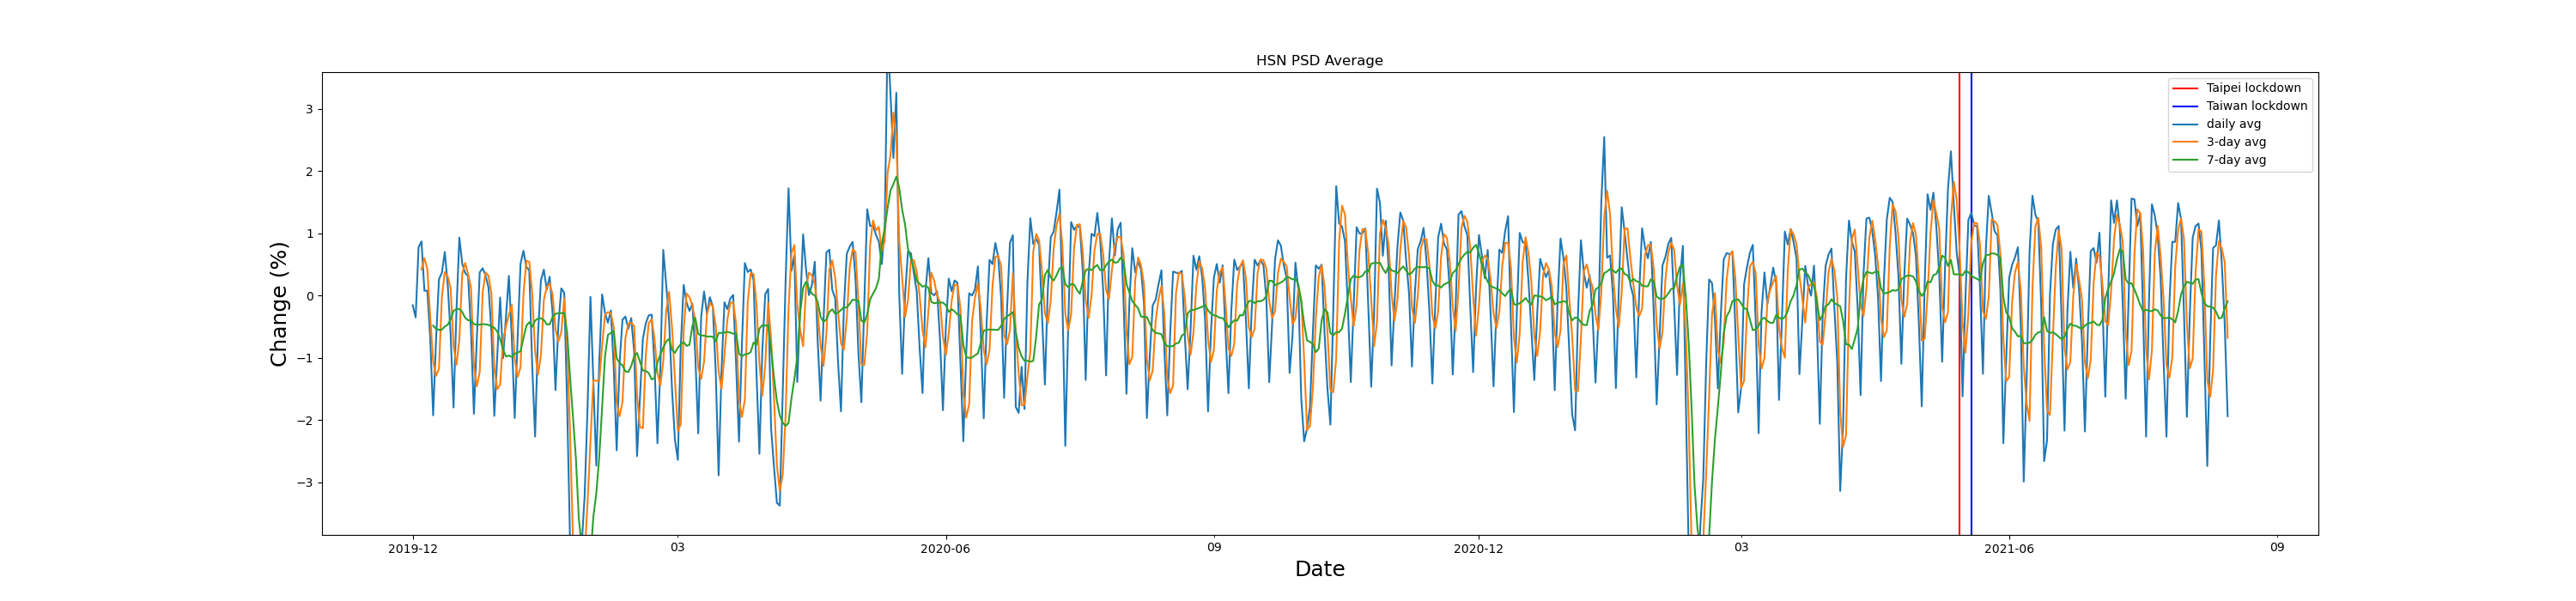 HSN PSD Average
Change (%)
3
2
1
0
−1
−2
−3
Taipei lockdown
Taiwan lockdown
daily avg
3-day avg
7-day avg
2019-12
03
2020-06
09
2020-12
03
2021-06
09
Date